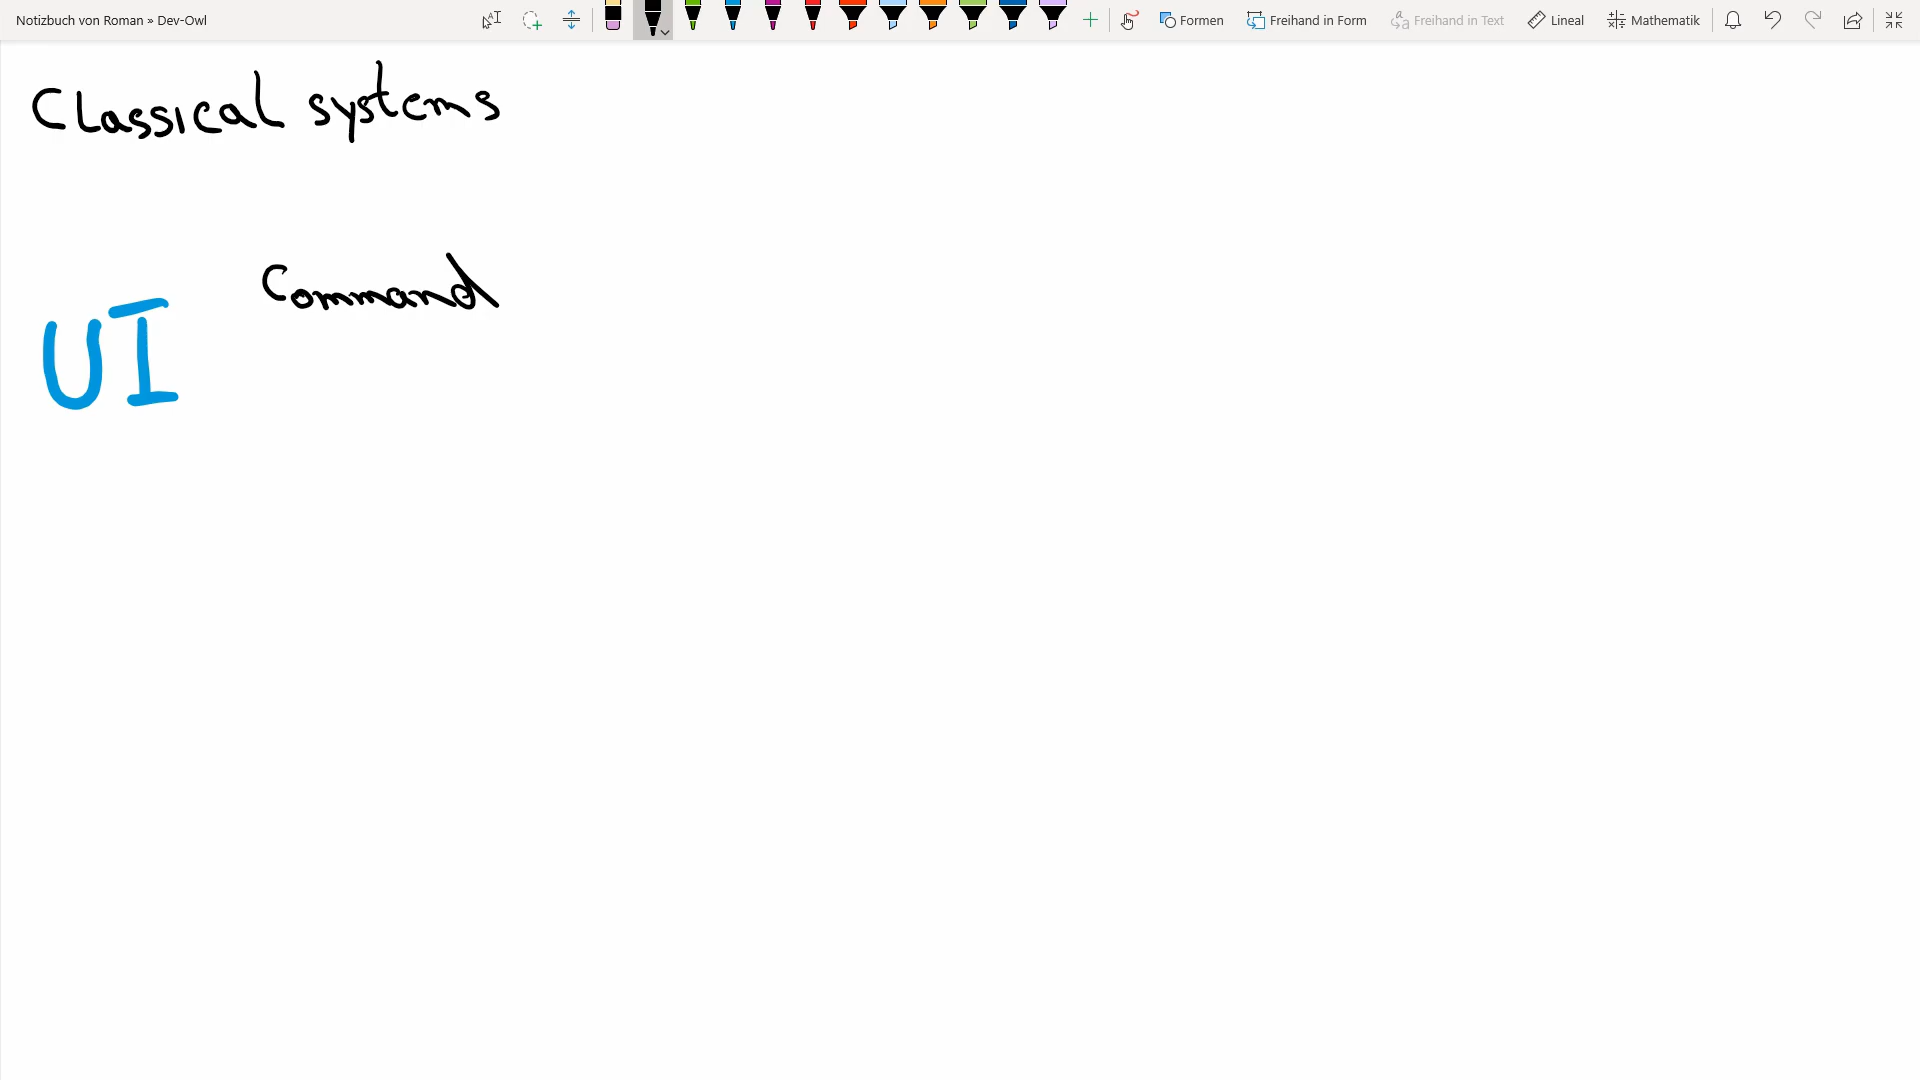 Notizbuch von Roman » Dev-Owl
Formen
Freihand in Form
Freihand in Text
Lineal
Mathematik
Classical systems
Command
UI